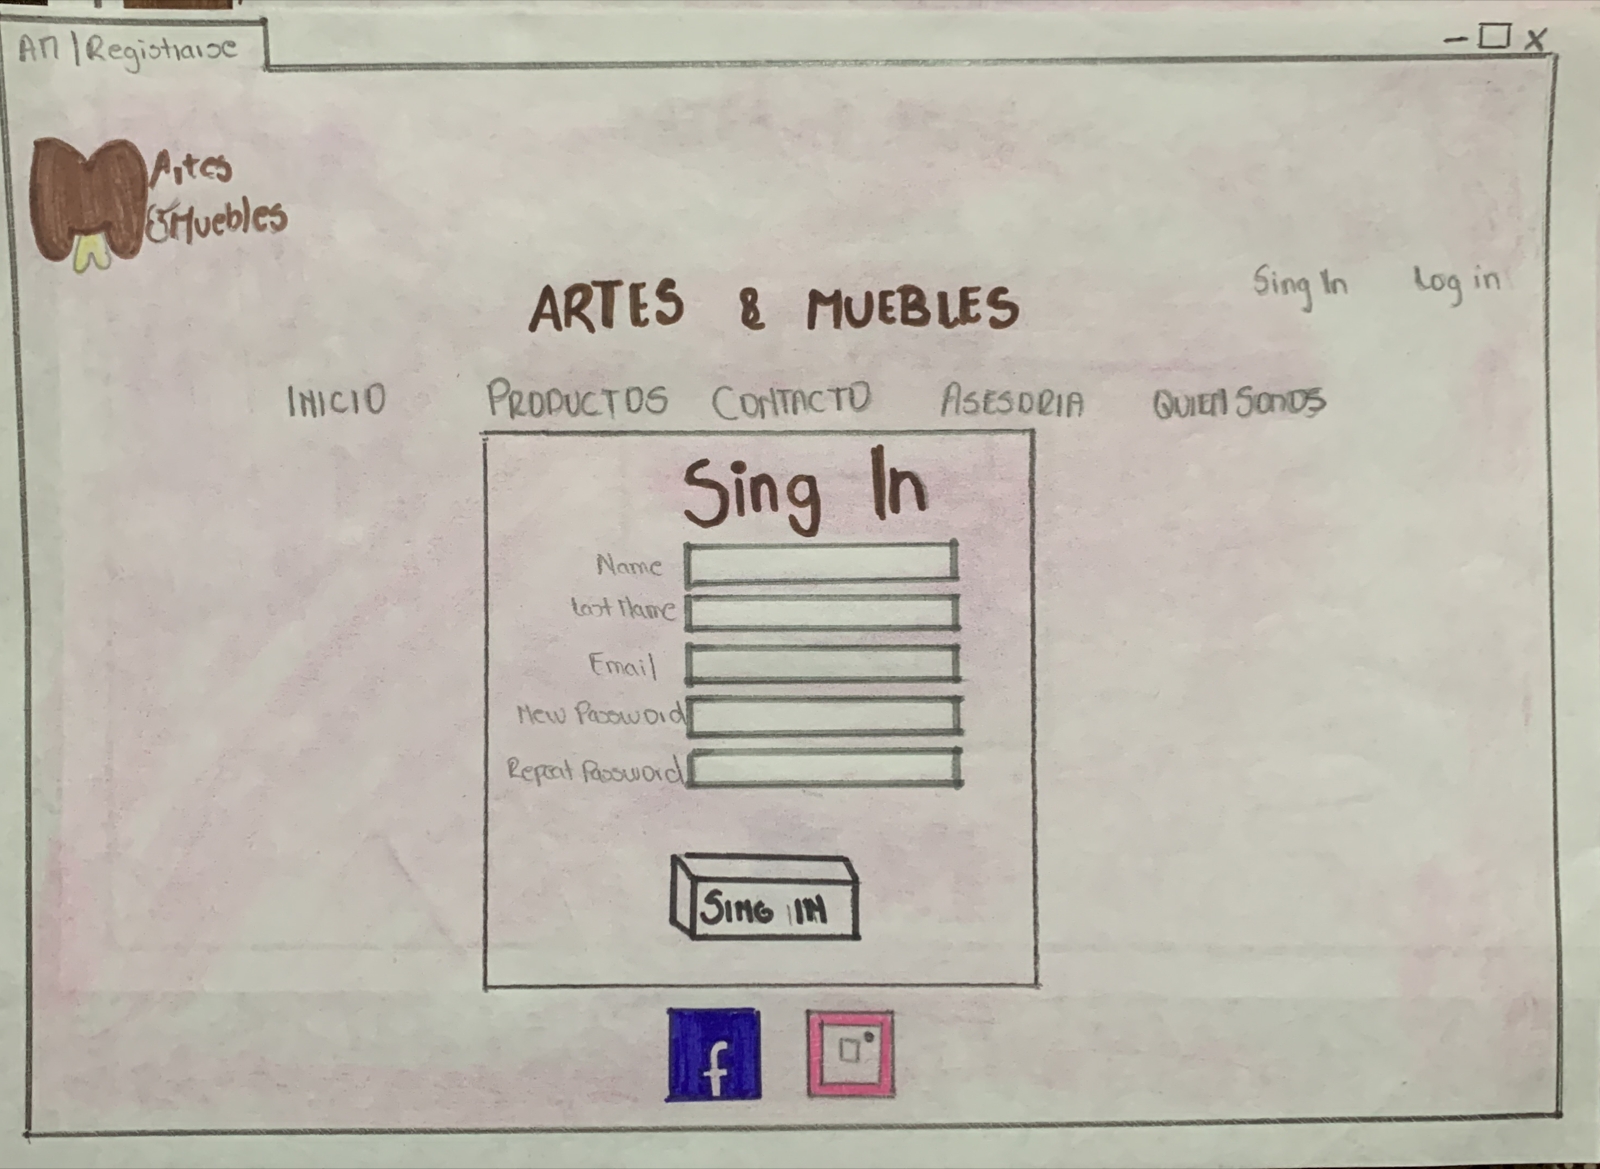 AM | Registrarse
Artes
& Muebles
ARTES & MUEBLES
Sing In Log in
INICIO PRODUCTOS CONTACTO ASESORIA QUIEN SOMOS
Sing In
Name
Last Name
Email
New Password
Repeat Password
SING IN
f